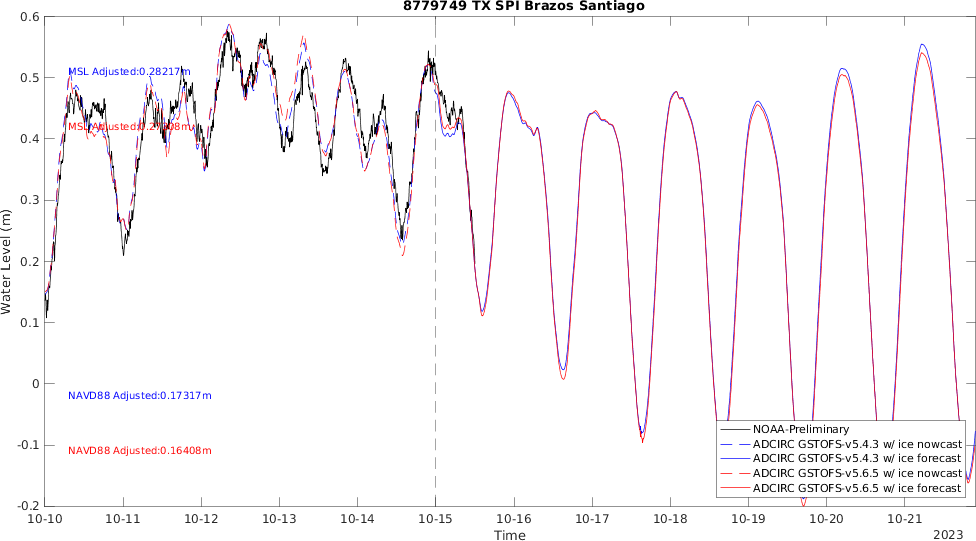 8779749 TX SPI Brazos Santiago
0.6
0.5
0.4
0.3
0.2
0.1
0
-0.1
-0.2
Water Level (m)
MSL Adjusted:0.28217m
MSL Adjusted:
NAVD88 Adjusted:0.17317m
NAVD88 Adjusted:0.16408m
NOAA-Preliminary
ADCIRC GSTOFS-v5.4.3 w/ ice nowcast
ADCIRC GSTOFS-v5.4.3 w/ ice forecast
ADCIRC GSTOFS-v5.6.5 w/ ice nowcast
ADCIRC GSTOFS-v5.6.5 w/ ice forecast
10-10 10-11 10-12 10-13 10-14 10-15 10-16 10-17 10-18 10-19 10-20 10-21
Time
2023